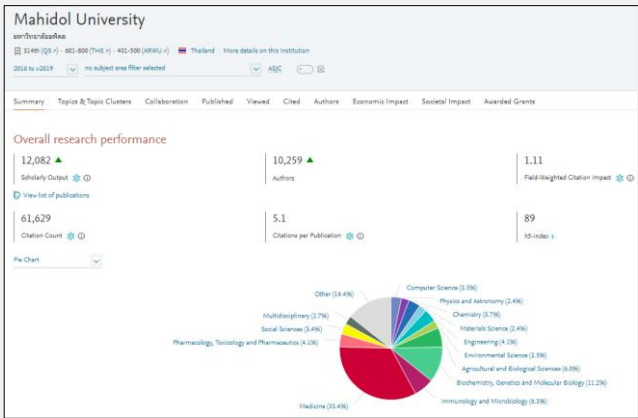 Mahidol University
มหาวิทยาลัยมหิดล
314th (QS ↗) · 601-800 (THE ↗) · 401-500 (ARWU ↗) Thailand | More details on this Institution
2016 to >2019 no subject area filter selected ASJC
Summary Topics & Topic Clusters Collaboration Published Viewed Cited Authors Economic Impact Societal Impact Awarded Grants
Overall research performance
12,082 10,259 1.11
Scholarly Output Authors Field-Weighted Citation Impact
View list of publications
61,629 5.1 89
Citation Count Citations per Publication h5-index
Pie Chart
Computer Science (3.3%)
Other (14.4%)
Physics and Astronomy (2.4%)
Chemistry (3.7%)
Multidisciplinary (2.7%)
Materials Science (2.4%)
Social Sciences (3.4%)
Engineering (4.1%)
Pharmacology, Toxicology and Pharmaceutics (4.1%)
Environmental Science (2.3%)
Agricultural and Biological Sciences (6.0%)
Biochemistry, Genetics and Molecular Biology (11.2%)
Immunology and Microbiology (6.3%)
Medicine (33.4%)